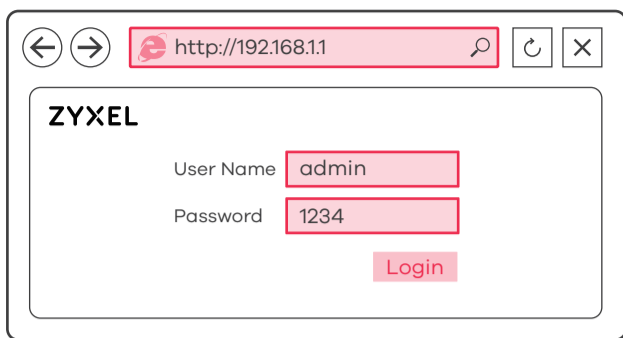 http://192.168.1.1
ZYXEL
User Name admin
Password 1234
Login